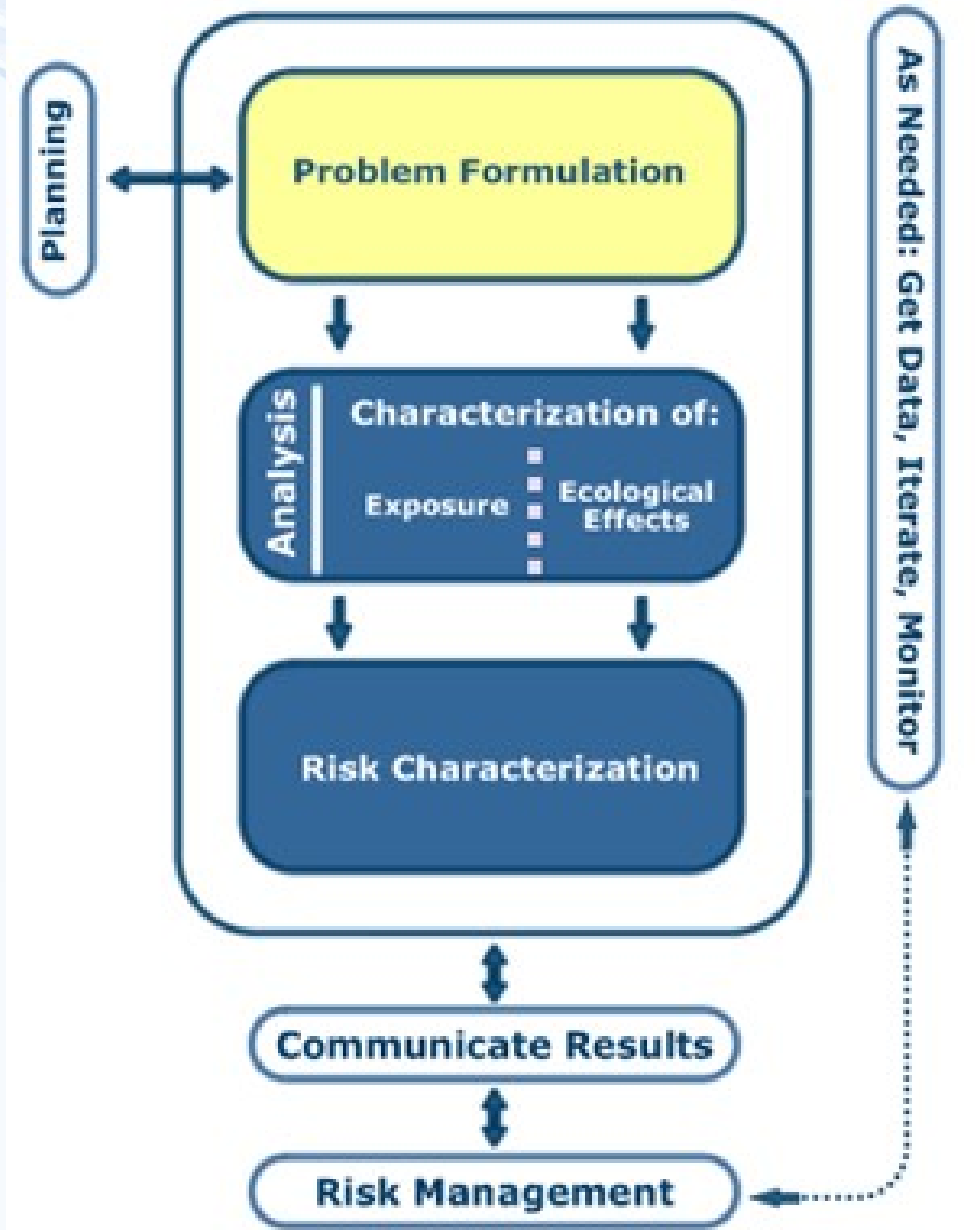 Planning
Problem Formulation
Analysis
Characterization of:
Exposure
Ecological
Effects
Risk Characterization
Communicate Results
Risk Management
As Needed: Get Data, Iterate, Monitor